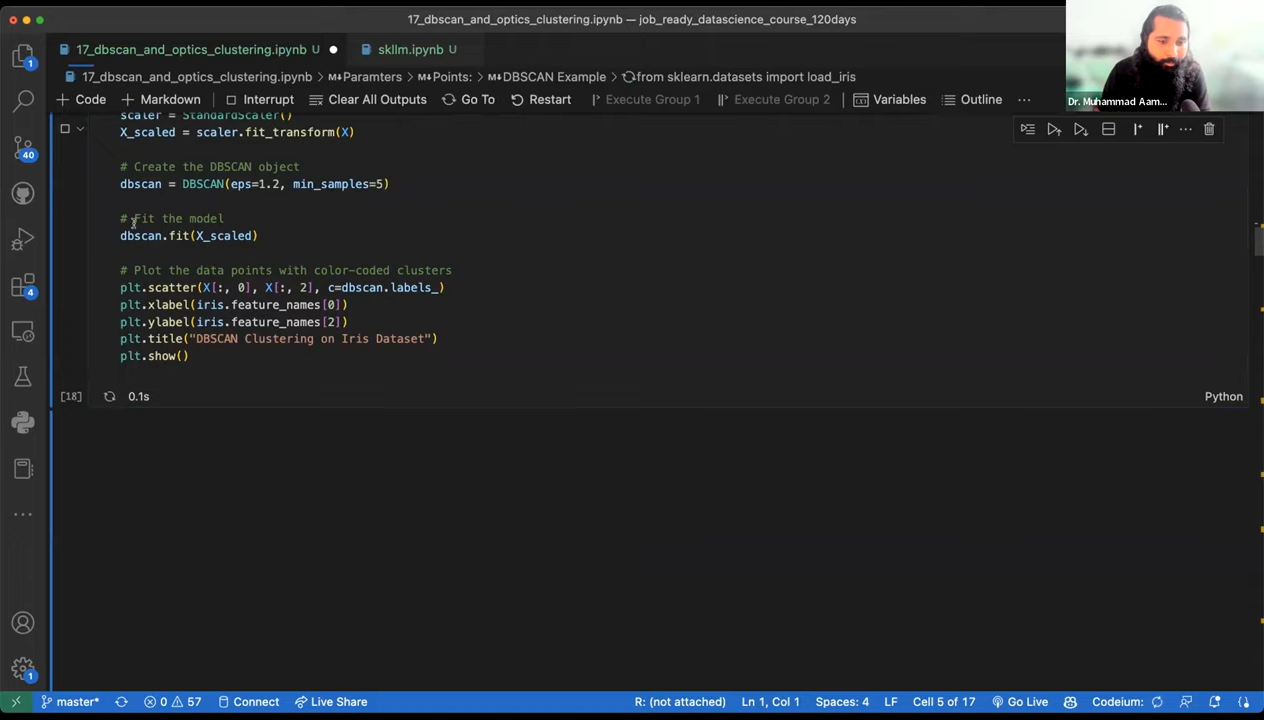 17_dbscan_and_optics_clustering.ipynb — job_ready_datascience_course_120days
17_dbscan_and_optics_clustering.ipynb U
skllm.ipynb U
17_dbscan_and_optics_clustering.ipynb > M↓Paramters > M↓Points: > M↓DBSCAN Example > from sklearn.datasets import load_iris
+ Code + Markdown Interrupt Clear All Outputs Go To Restart Execute Group 1 Execute Group 2 Variables Outline ...
Dr. Muhammad Aam...
scaler = StandardScaler()
X_scaled = scaler.fit_transform(X)
# Create the DBSCAN object
dbscan = DBSCAN(eps=1.2, min_samples=5)
# Fit the model
dbscan.fit(X_scaled)
# Plot the data points with color-coded clusters
plt.scatter(X[:, 0], X[:, 2], c=dbscan.labels_)
plt.xlabel(iris.feature_names[0])
plt.ylabel(iris.feature_names[2])
plt.title("DBSCAN Clustering on Iris Dataset")
plt.show()
[18] 0.1s Python
1
40
4
1
master* 0 57 Connect Live Share R: (not attached) Ln 1, Col 1 Spaces: 4 LF Cell 5 of 17 Go Live Codeium: